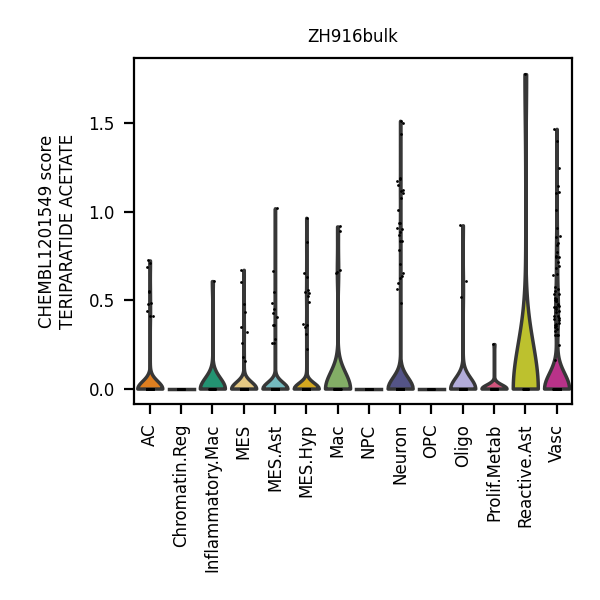 ZH916bulk
CHEMBL1201549 score
TERIPARATIDE ACETATE
1.5
1.0
0.5
0.0
AC
Chromatin.Reg
Inflammatory.Mac
MES
MES.Ast
MES.Hyp
Mac
NPC
Neuron
OPC
Oligo
Prolif.Metab
Reactive.Ast
Vasc